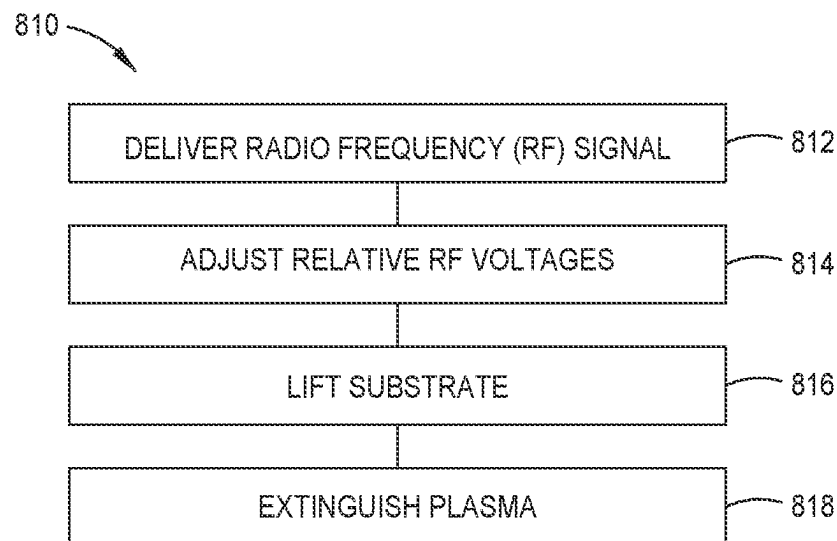 810
DELIVER RADIO FREQUENCY (RF) SIGNAL
812
ADJUST RELATIVE RF VOLTAGES
814
LIFT SUBSTRATE
816
EXTINGUISH PLASMA
818